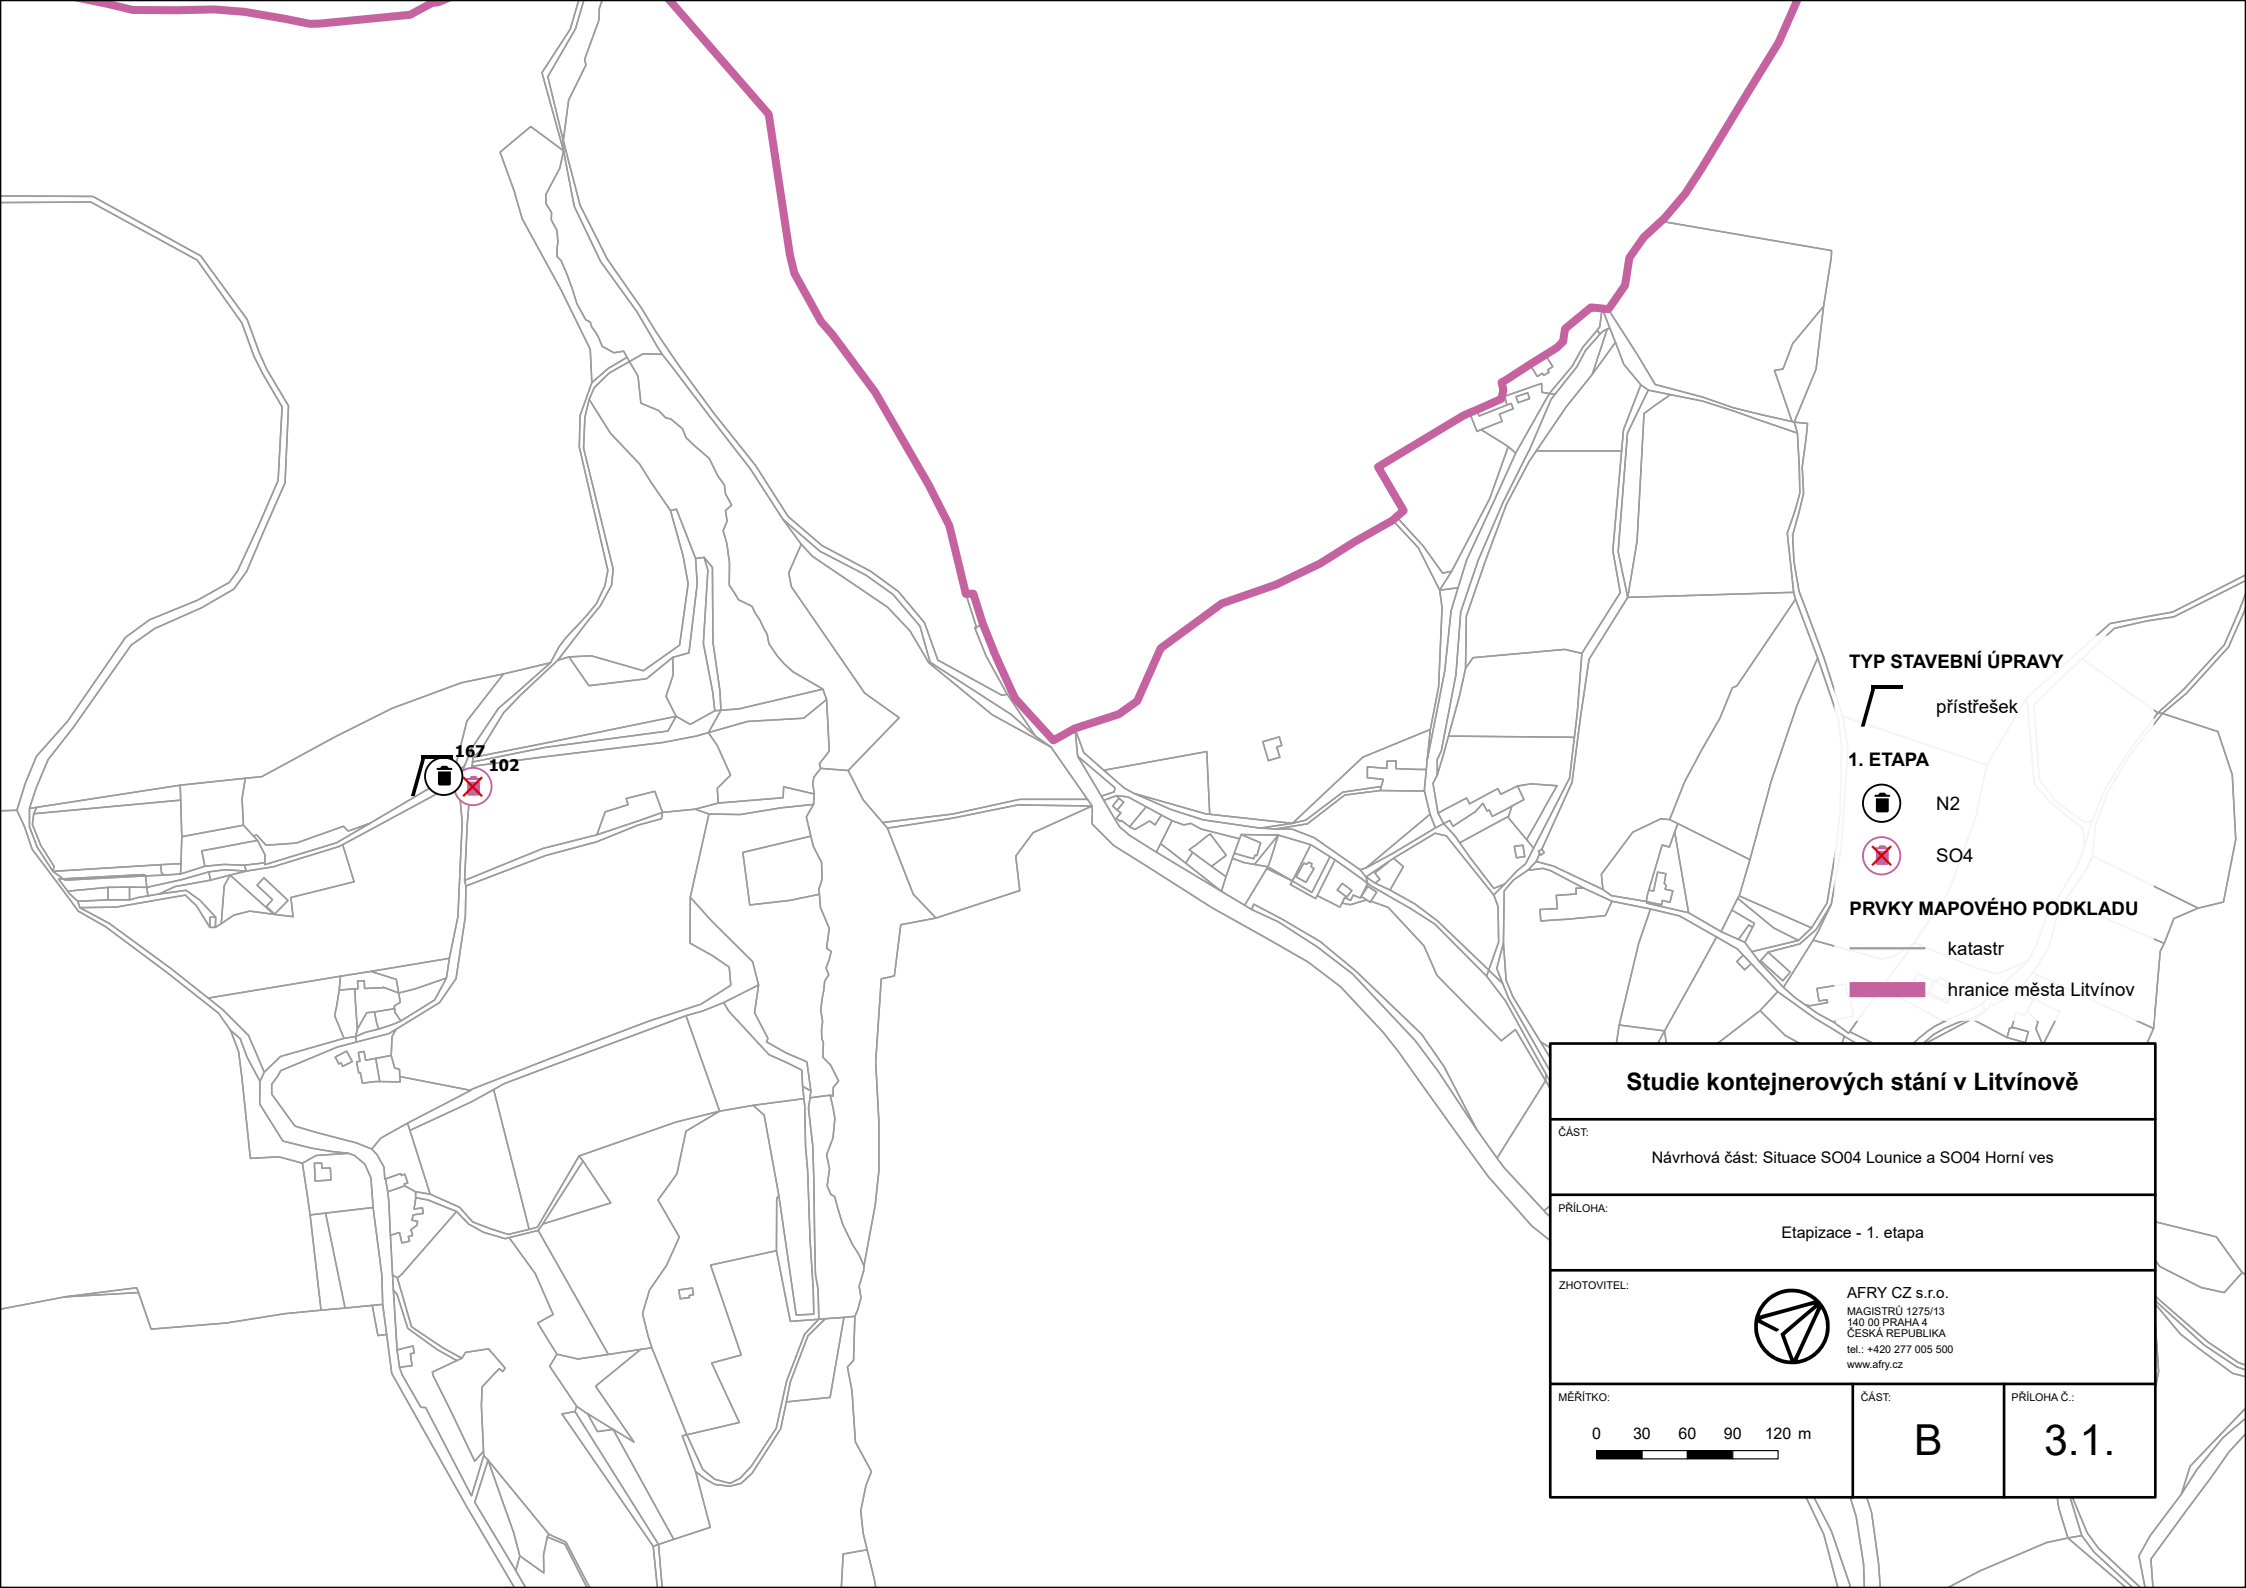 167
102
TYP STAVEBNÍ ÚPRAVY
přístřešek
1. ETAPA
N2
SO4
PRVKY MAPOVÉHO PODKLADU
katastr
hranice města Litvínov
Studie kontejnerových stání v Litvínově
ČÁST:
Návrhová část: Situace SO04 Lounice a SO04 Horní ves
PŘÍLOHA:
Etapizace - 1. etapa
ZHOTOVITEL:
AFRY CZ s.r.o.
MAGISTRŮ 1275/13
140 00 PRAHA 4
ČESKÁ REPUBLIKA
tel.: +420 277 005 500
www.afry.cz
MĚŘÍTKO:
0 30 60 90 120 m
ČÁST:
B
PŘÍLOHA Č.:
3.1.